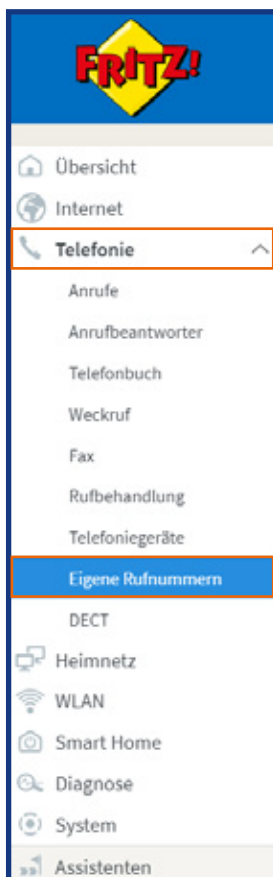 FRITZ!
Übersicht
Internet
Telefonie
Anrufe
Anrufbeantworter
Telefonbuch
Weckruf
Fax
Rufbehandlung
Telefoniegeräte
Eigene Rufnummern
DECT
Heimnetz
WLAN
Smart Home
Diagnose
System
Assistenten